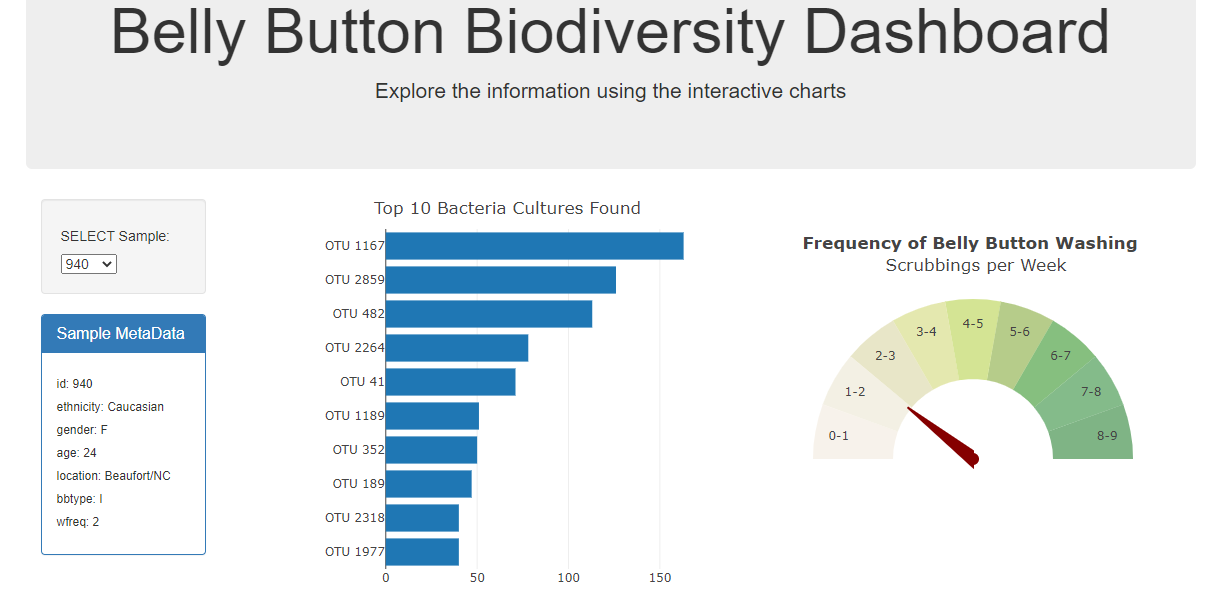 Belly Button Biodiversity Dashboard
Explore the information using the interactive charts
SELECT Sample:
940
Sample MetaData
id: 940
ethnicity: Caucasian
gender: F
age: 24
location: Beaufort/NC
bbtype: I
wfreq: 2
Top 10 Bacteria Cultures Found
OTU 1167
OTU 2859
OTU 482
OTU 2264
OTU 41
OTU 1189
OTU 352
OTU 189
OTU 2318
OTU 1977
0 50 100 150
Frequency of Belly Button Washing
Scrubbings per Week
0-1
1-2
2-3
3-4
4-5
5-6
6-7
7-8
8-9